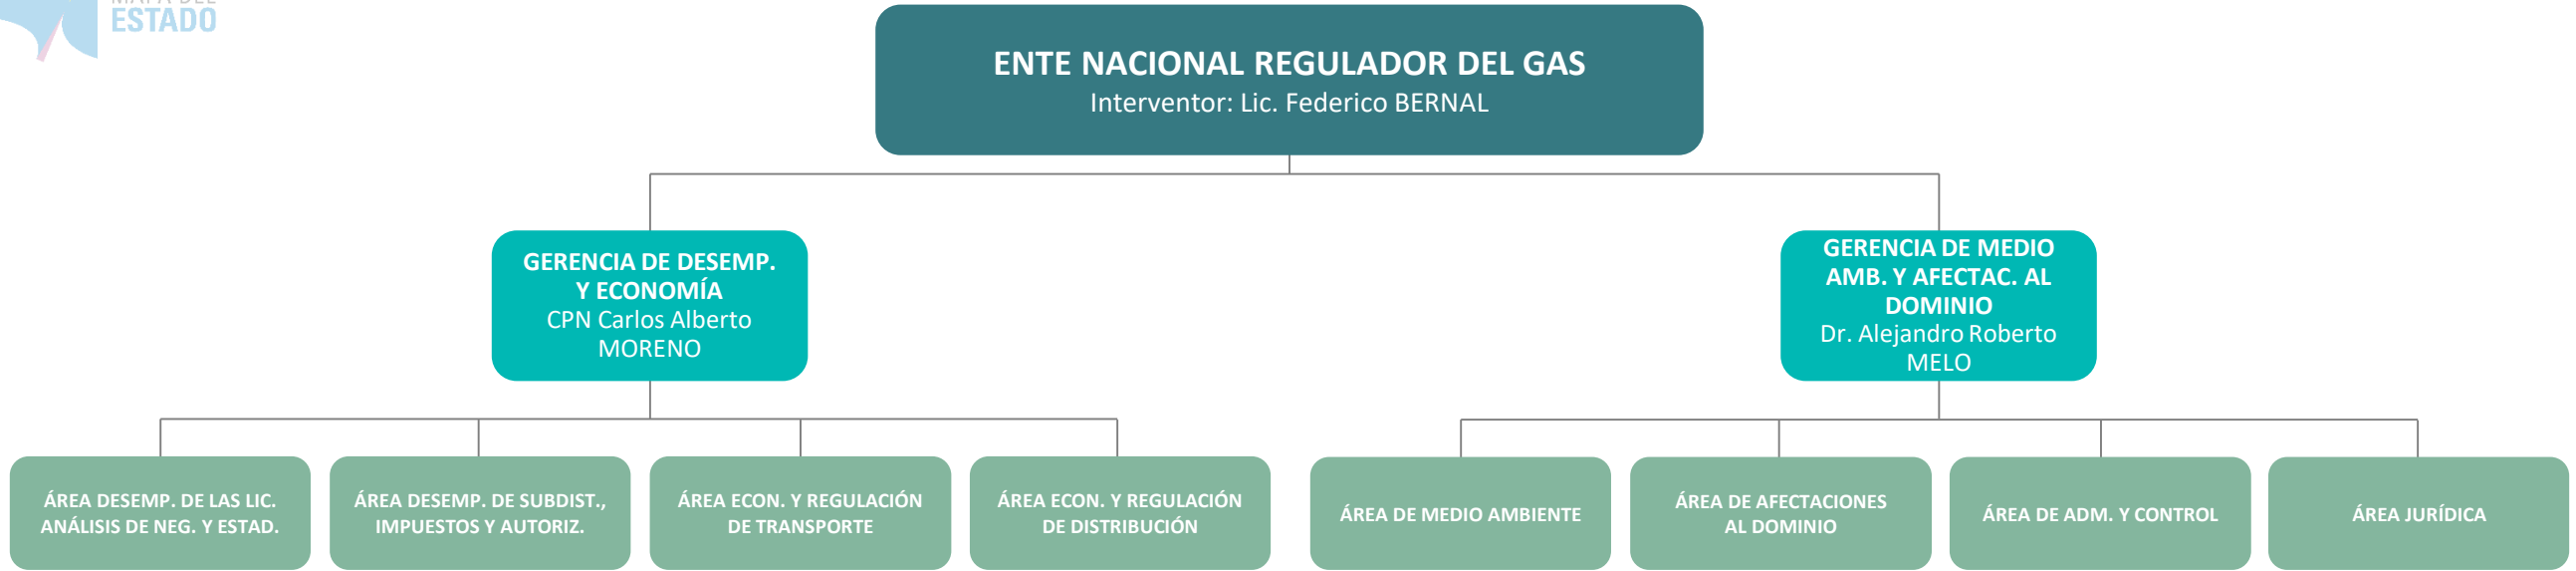 MAPA DEL
ESTADO
ENTE NACIONAL REGULADOR DEL GAS
Interventor: Lic. Federico BERNAL
GERENCIA DE DESEMP.
Y ECONOMÍA
CPN Carlos Alberto
MORENO
GERENCIA DE MEDIO
AMB. Y AFECTAC. AL
DOMINIO
Dr. Alejandro Roberto
MELO
ÁREA DESEMP. DE LAS LIC.
ANÁLISIS DE NEG. Y ESTAD.
ÁREA DESEMP. DE SUBDIST.,
IMPUESTOS Y AUTORIZ.
ÁREA ECON. Y REGULACIÓN
DE TRANSPORTE
ÁREA ECON. Y REGULACIÓN
DE DISTRIBUCIÓN
ÁREA DE MEDIO AMBIENTE
ÁREA DE AFECTACIONES
AL DOMINIO
ÁREA DE ADM. Y CONTROL
ÁREA JURÍDICA